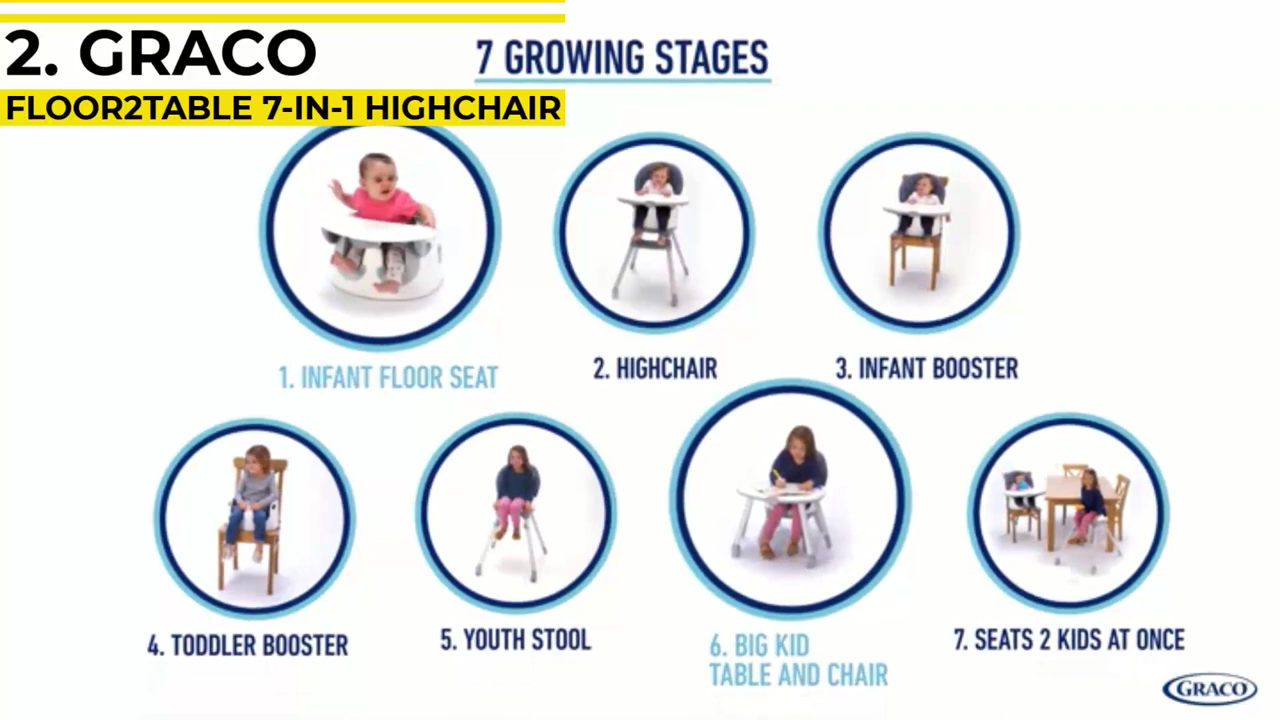 2. GRACO
FLOOR2TABLE 7-IN-1 HIGHCHAIR
7 GROWING STAGES
1. INFANT FLOOR SEAT
2. HIGHCHAIR
3. INFANT BOOSTER
4. TODDLER BOOSTER
5. YOUTH STOOL
6. BIG KID
TABLE AND CHAIR
7. SEATS 2 KIDS AT ONCE
GRACO